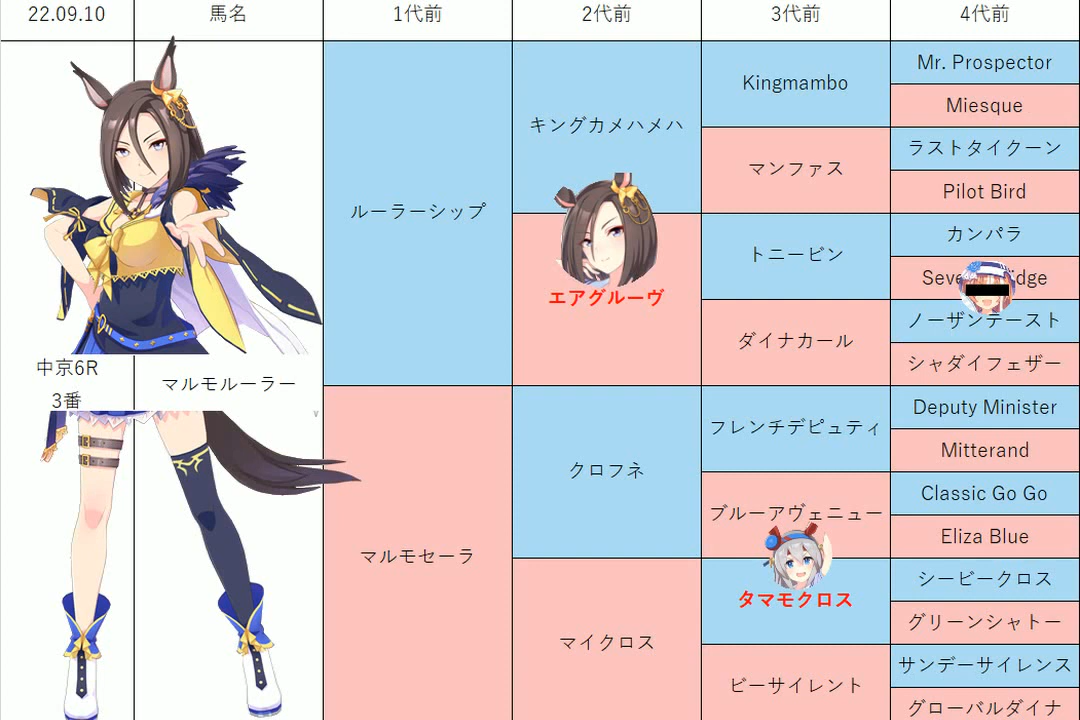 22.09.10 馬名 1代前 2代前 3代前 4代前
Mr. Prospector
Kingmambo
Miesque
キングカメハメハ
ラストタイクーン
マンファス
Pilot Bird
ルーラーシップ
カンパラ
トニービン
エアグルーヴ
ノーザンテースト
ダイナカール
シャダイフェザー
中京6R
3番
マルモルーラー
Deputy Minister
フレンチデピュティ
Mitterand
クロフネ
Classic Go Go
ブルーアヴェニュー
Eliza Blue
マルモセーラ
シービークロス
タマモクロス
グリーンシャトー
マイクロス
サンデーサイレンス
ビーサイレント
グローバルダイナ